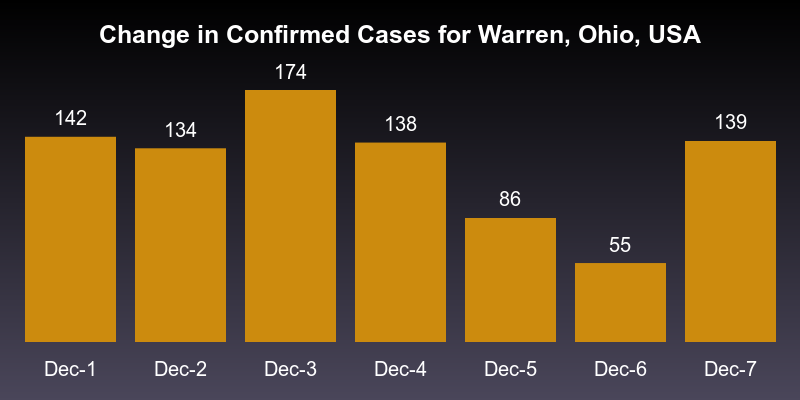 Change in Confirmed Cases for Warren, Ohio, USA
142 134 174 138 86 55 139
Dec-1 Dec-2 Dec-3 Dec-4 Dec-5 Dec-6 Dec-7